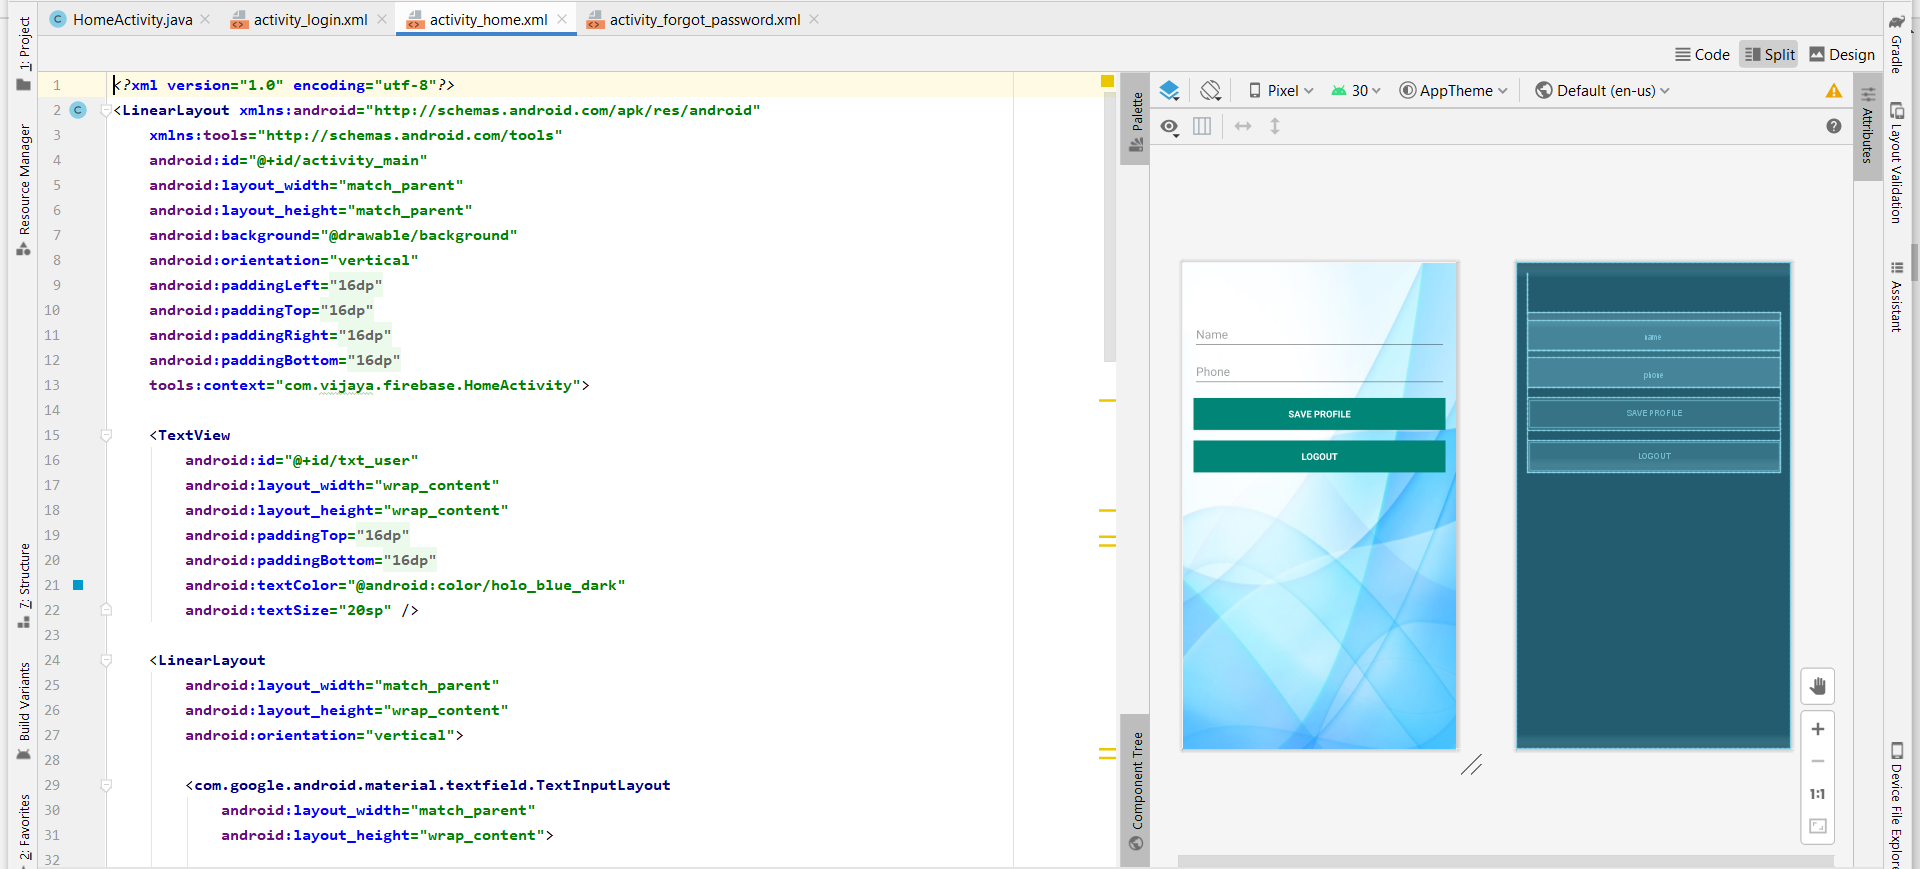 HomeActivity.java
activity_login.xml
activity_home.xml
activity_forgot_password.xml
Code
Split
Design
1: Project
Resource Manager
7: Structure
Build Variants
2: Favorites
1 <?xml version="1.0" encoding="utf-8"?>
2 <LinearLayout xmlns:android="http://schemas.android.com/apk/res/android"
3 xmlns:tools="http://schemas.android.com/tools"
4 android:id="@+id/activity_main"
5 android:layout_width="match_parent"
6 android:layout_height="match_parent"
7 android:background="@drawable/background"
8 android:orientation="vertical"
9 android:paddingLeft="16dp"
10 android:paddingTop="16dp"
11 android:paddingRight="16dp"
12 android:paddingBottom="16dp"
13 tools:context="com.vijaya.firebase.HomeActivity">
14
15 <TextView
16 android:id="@+id/txt_user"
17 android:layout_width="wrap_content"
18 android:layout_height="wrap_content"
19 android:paddingTop="16dp"
20 android:paddingBottom="16dp"
21 android:textColor="@android:color/holo_blue_dark"
22 android:textSize="20sp" />
23
24 <LinearLayout
25 android:layout_width="match_parent"
26 android:layout_height="wrap_content"
27 android:orientation="vertical">
28
29 <com.google.android.material.textfield.TextInputLayout
30 android:layout_width="match_parent"
31 android:layout_height="wrap_content">
32
Palette
Component Tree
Pixel
30
AppTheme
Default (en-us)
Name
Phone
SAVE PROFILE
LOGOUT
name
phone
SAVE PROFILE
LOGOUT
1:1
Attributes
Gradle
Layout Validation
Assistant
Device File Explore